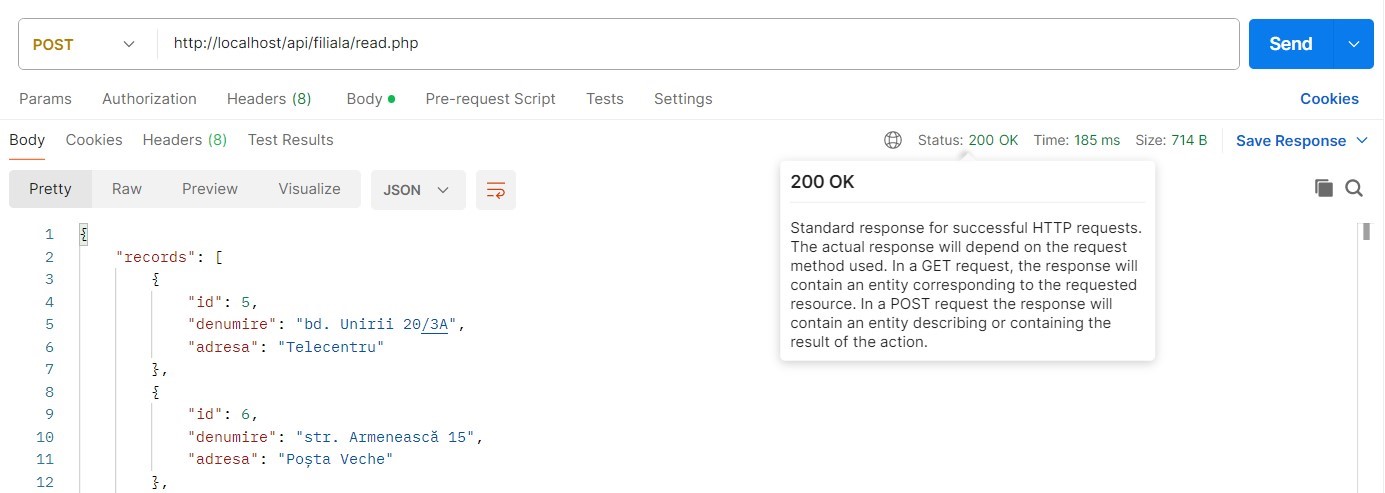 POST http://localhost/api/filiala/read.php Send
Params Authorization Headers (8) Body Pre-request Script Tests Settings Cookies
Body Cookies Headers (8) Test Results Status: 200 OK Time: 185 ms Size: 714 B Save Response
Pretty Raw Preview Visualize JSON
200 OK
Standard response for successful HTTP requests.
The actual response will depend on the request
method used. In a GET request, the response will
contain an entity corresponding to the requested
resource. In a POST request the response will
contain an entity describing or containing the
result of the action.
1 {
2 "records": [
3 {
4 "id": 5,
5 "denumire": "bd. Unirii 20/3A",
6 "adresa": "Telecentru"
7 },
8 {
9 "id": 6,
10 "denumire": "str. Armenească 15",
11 "adresa": "Poșta Veche"
12 },